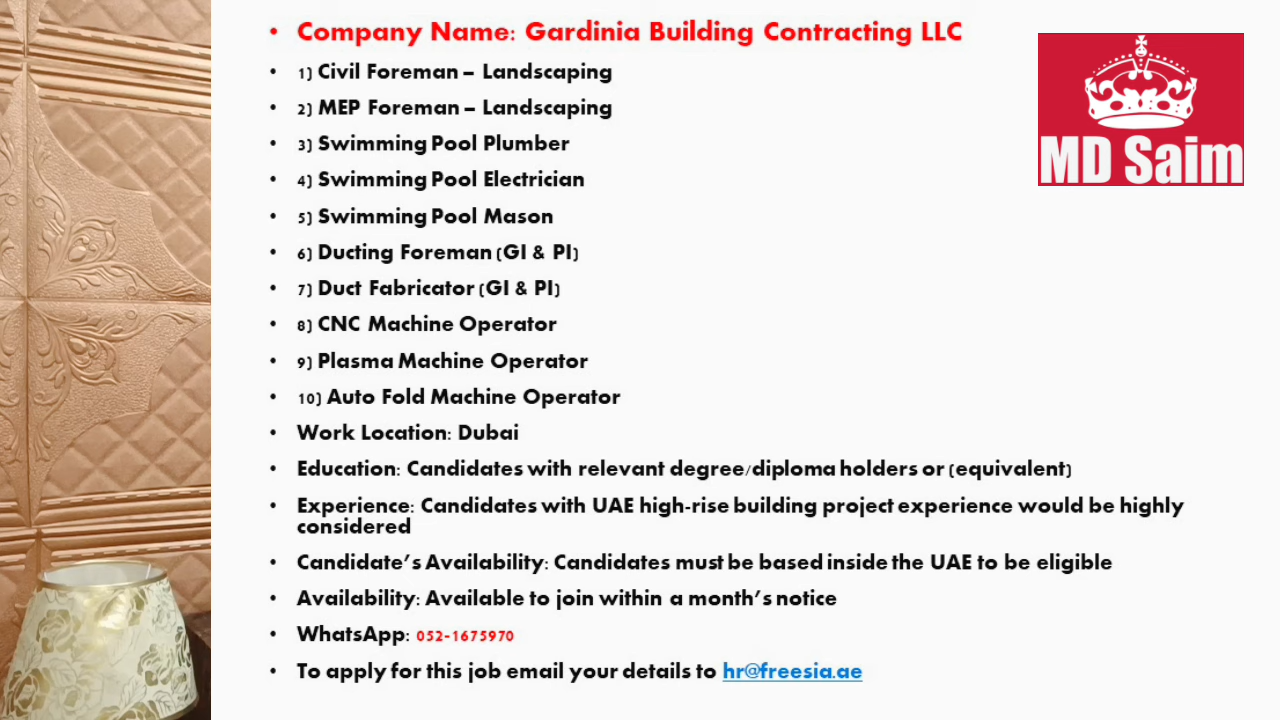 • Company Name: Gardinia Building Contracting LLC
• 1) Civil Foreman – Landscaping
• 2) MEP Foreman – Landscaping
• 3) Swimming Pool Plumber
• 4) Swimming Pool Electrician
• 5) Swimming Pool Mason
• 6) Ducting Foreman (GI & PI)
• 7) Duct Fabricator (GI & PI)
• 8) CNC Machine Operator
• 9) Plasma Machine Operator
• 10) Auto Fold Machine Operator
• Work Location: Dubai
• Education: Candidates with relevant degree/diploma holders or (equivalent)
• Experience: Candidates with UAE high-rise building project experience would be highly
considered
• Candidate’s Availability: Candidates must be based inside the UAE to be eligible
• Availability: Available to join within a month’s notice
• WhatsApp: 052-1675970
• To apply for this job email your details to hr@freesia.ae
MD Saim